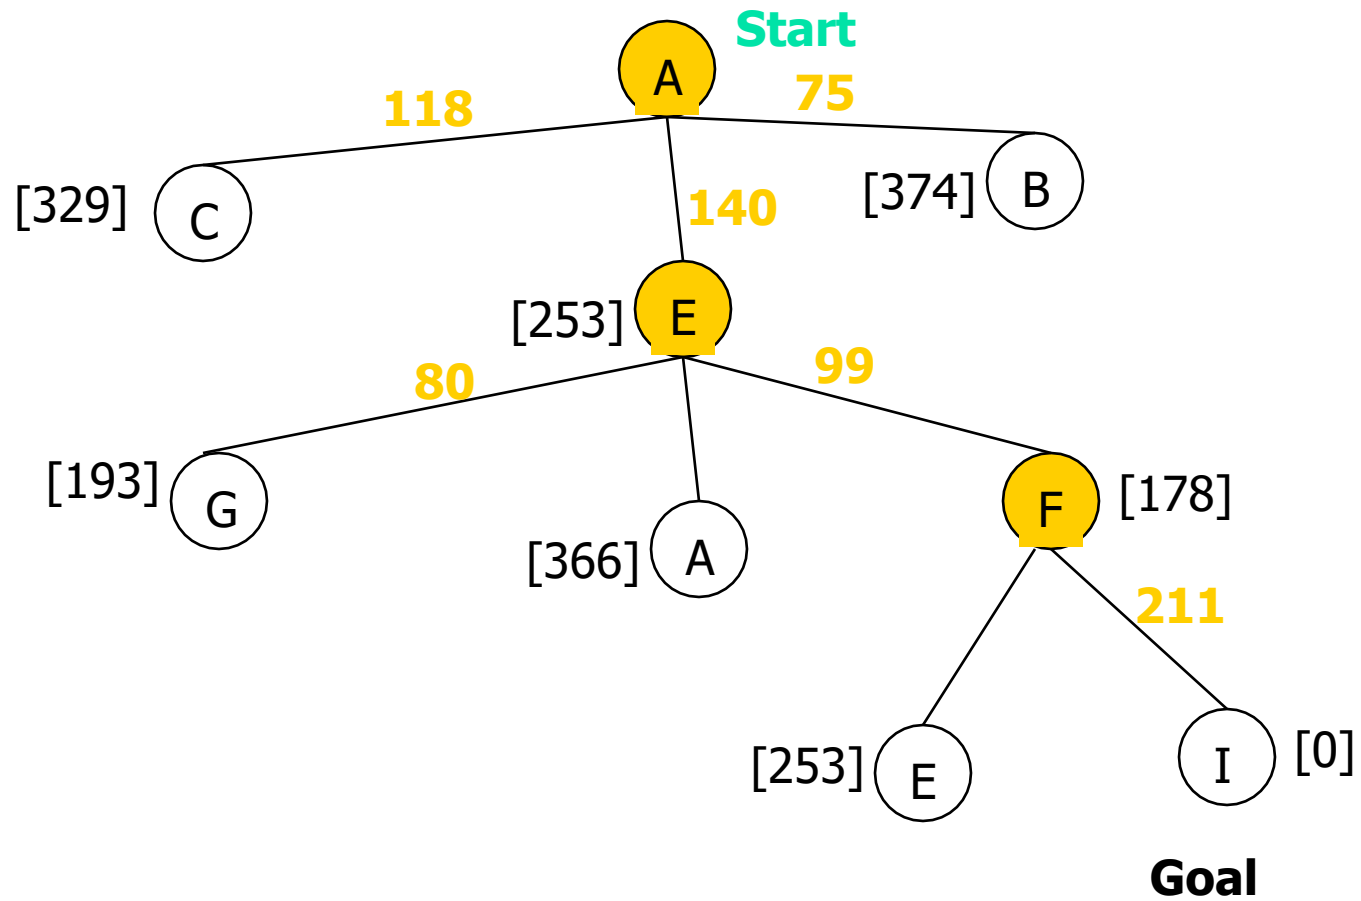 Start
A
118
75
[329]
C
140
[374]
B
[253]
E
80
99
[193]
G
[366]
A
F
[178]
211
[253]
E
I
[0]
Goal